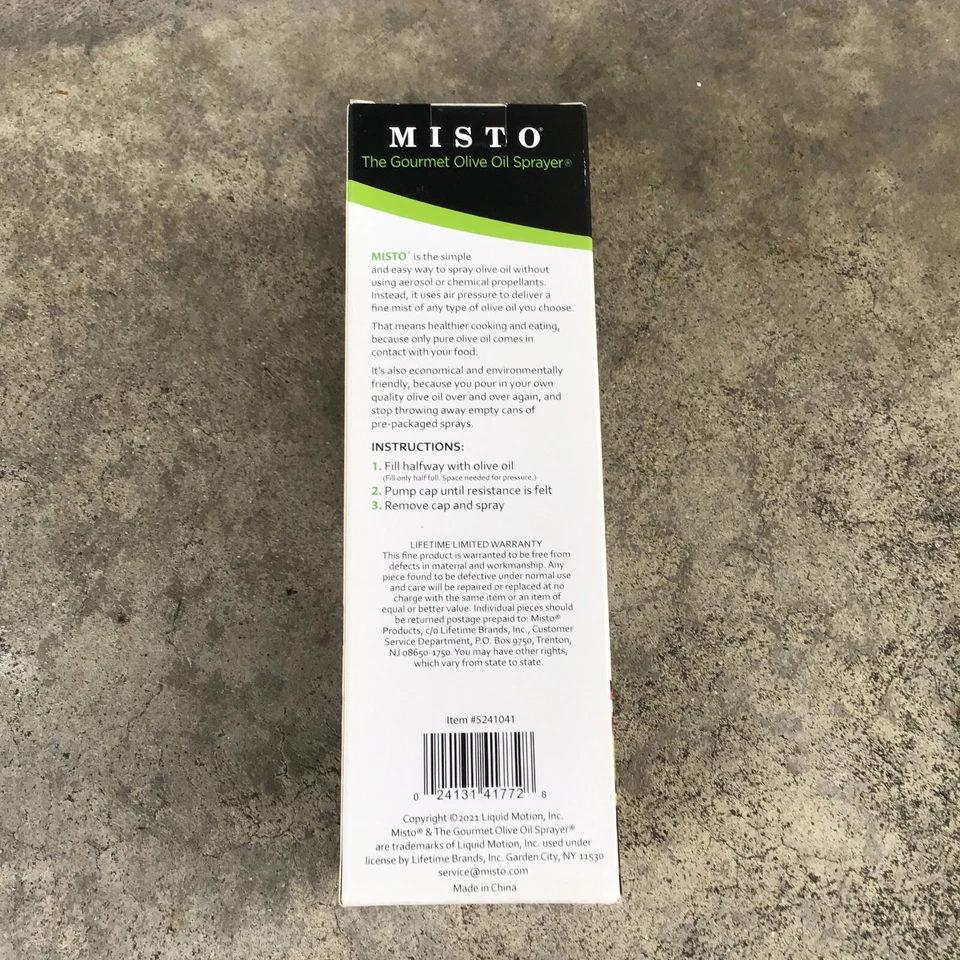 MISTO®
The Gourmet Olive Oil Sprayer®
MISTO® is the simple
and easy way to spray olive oil without
using aerosol or chemical propellants.
Instead, it uses air pressure to deliver a
fine mist of any type of olive oil you choose.
That means healthier cooking and eating,
because only pure olive oil comes in
contact with your food.
It's also economical and environmentally
friendly, because you pour in your own
quality olive oil over and over again, and
stop throwing away empty cans of
pre-packaged sprays.
INSTRUCTIONS:
1. Fill halfway with olive oil
(Fill only half full. Space needed for pressure.)
2. Pump cap until resistance is felt
3. Remove cap and spray
LIFETIME LIMITED WARRANTY
This fine product is warranted to be free from
defects in material and workmanship. Any
piece found to be defective under normal use
and care will be repaired or replaced at no
charge with the same item or an item of
equal or better value. Individual pieces should
be returned postage prepaid to: Misto®
Products, c/o Lifetime Brands, Inc., Customer
Service Department, P.O. Box 9750, Trenton,
NJ 08650-1750. You may have other rights,
which vary from state to state.
Item #5241041
0 24131 41772 8
Copyright ©2021 Liquid Motion, Inc.
Misto® & The Gourmet Olive Oil Sprayer®
are trademarks of Liquid Motion, Inc. used under
license by Lifetime Brands, Inc. Garden City, NY 11530
service@misto.com
Made in China